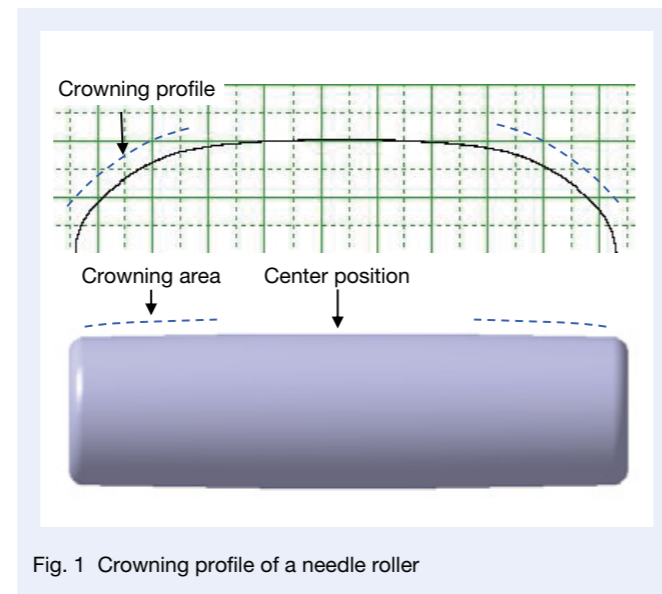 Crowning profile
Crowning area
Center position
Fig. 1 Crowning profile of a needle roller